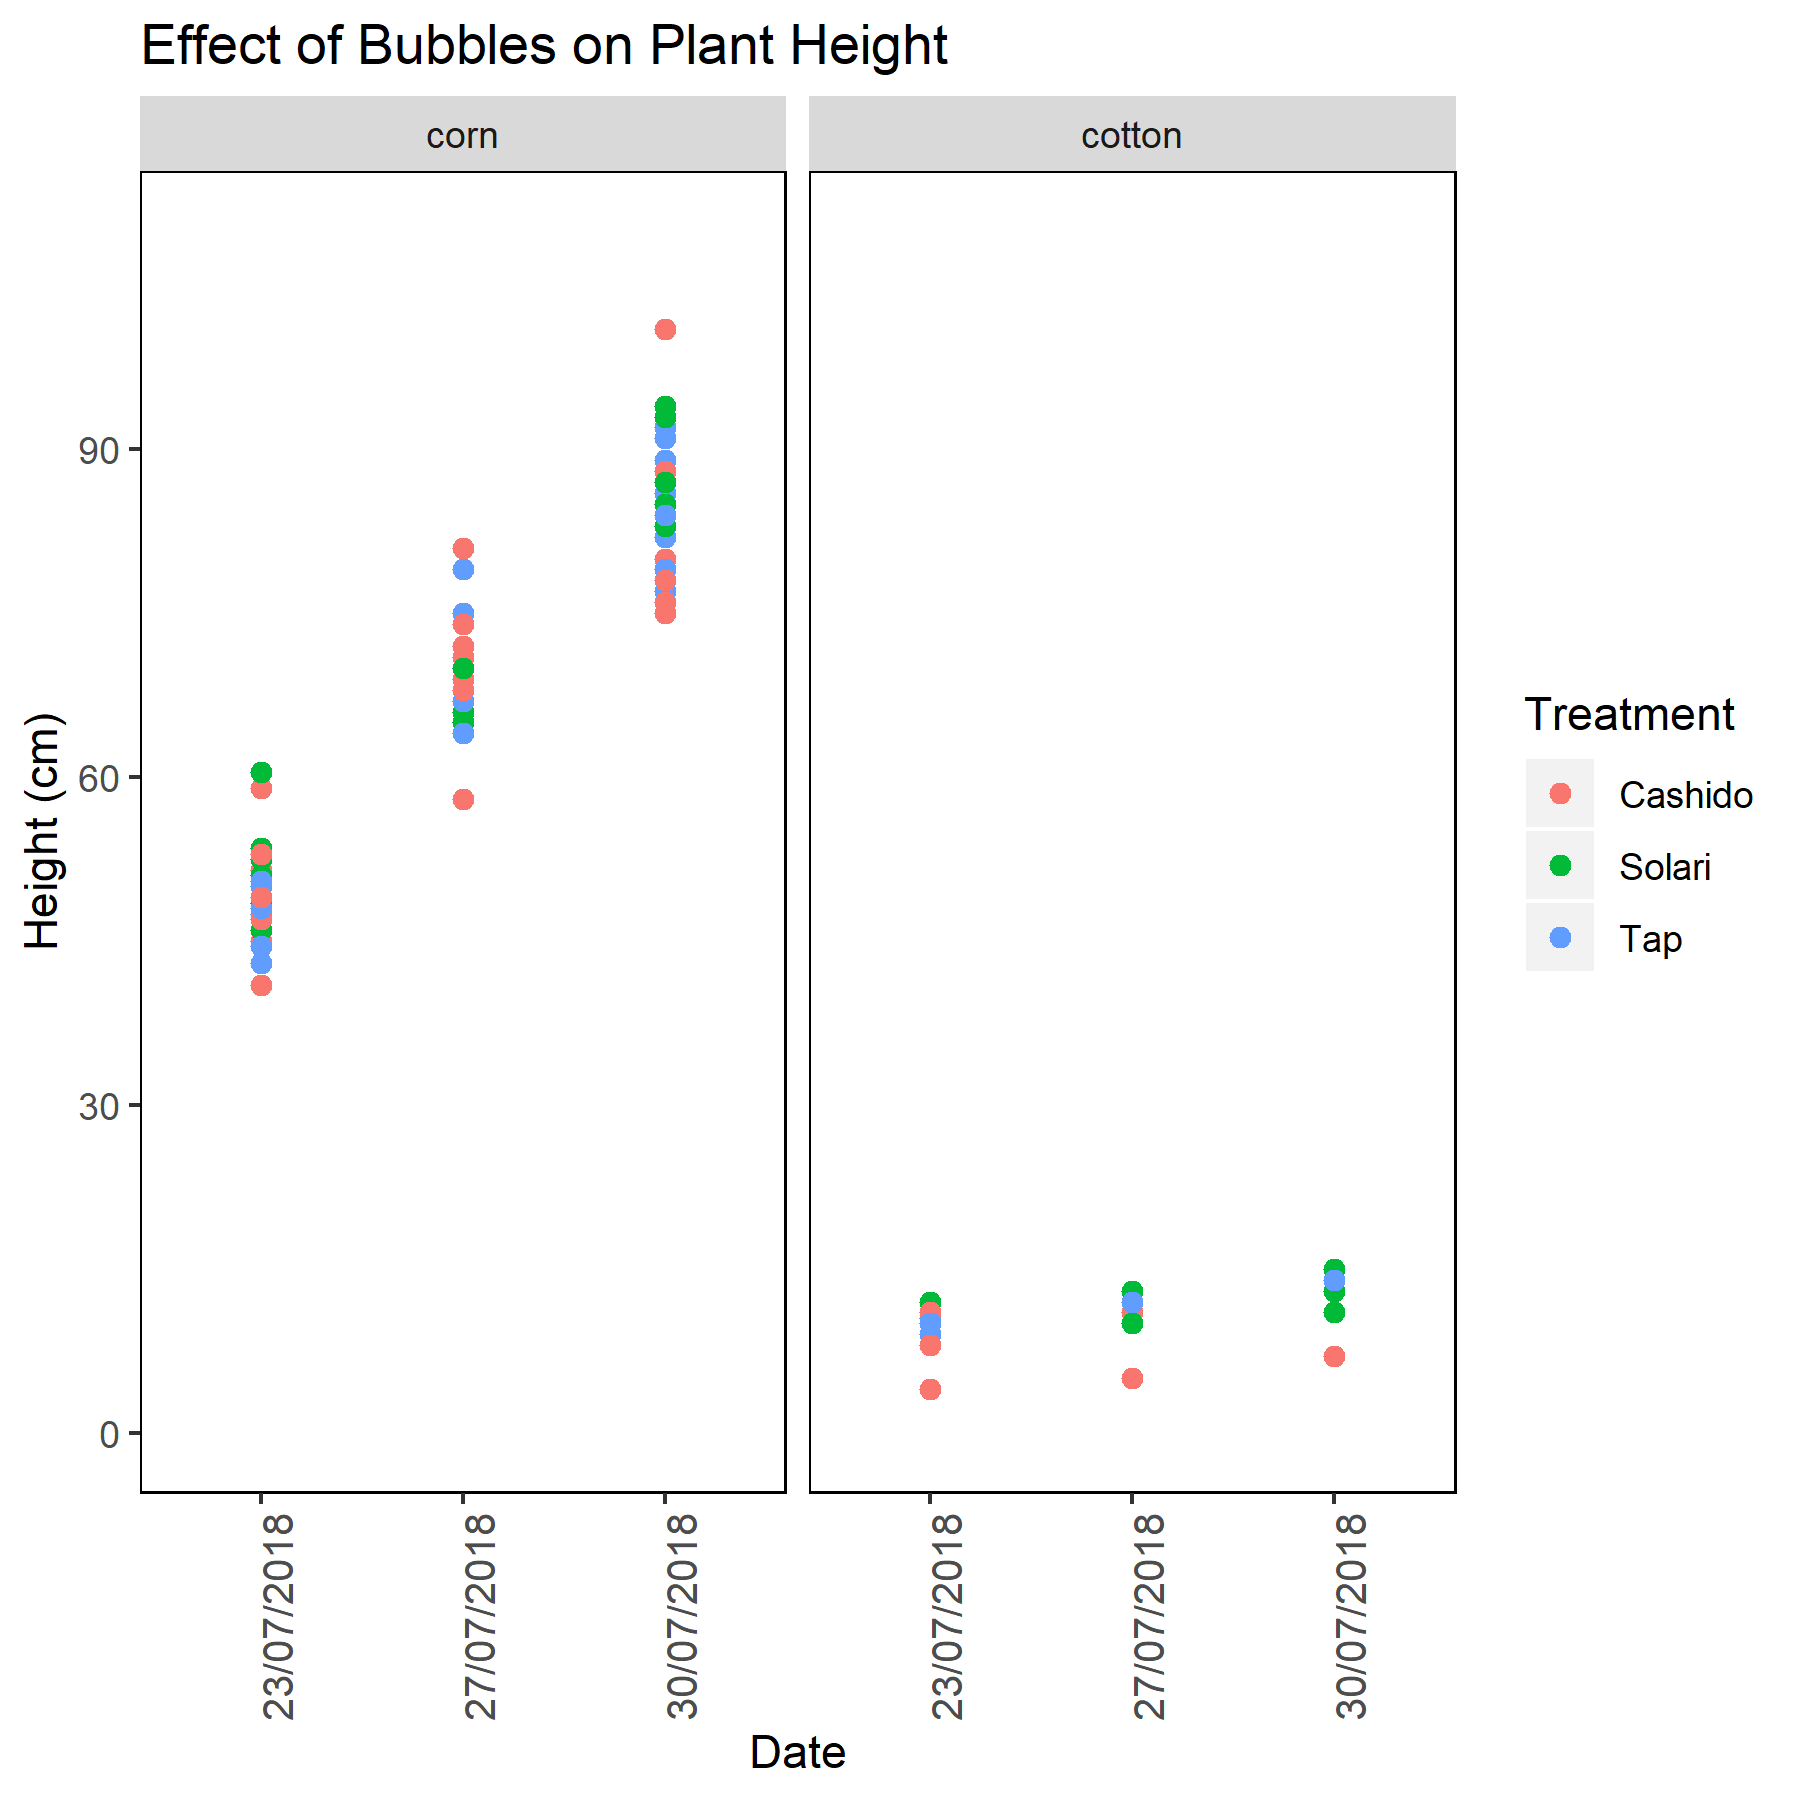 Effect of Bubbles on Plant Height
corn
cotton
Height (cm)
90
60
30
0
23/07/2018
27/07/2018
30/07/2018
23/07/2018
27/07/2018
30/07/2018
Date
Treatment
Cashido
Solari
Tap